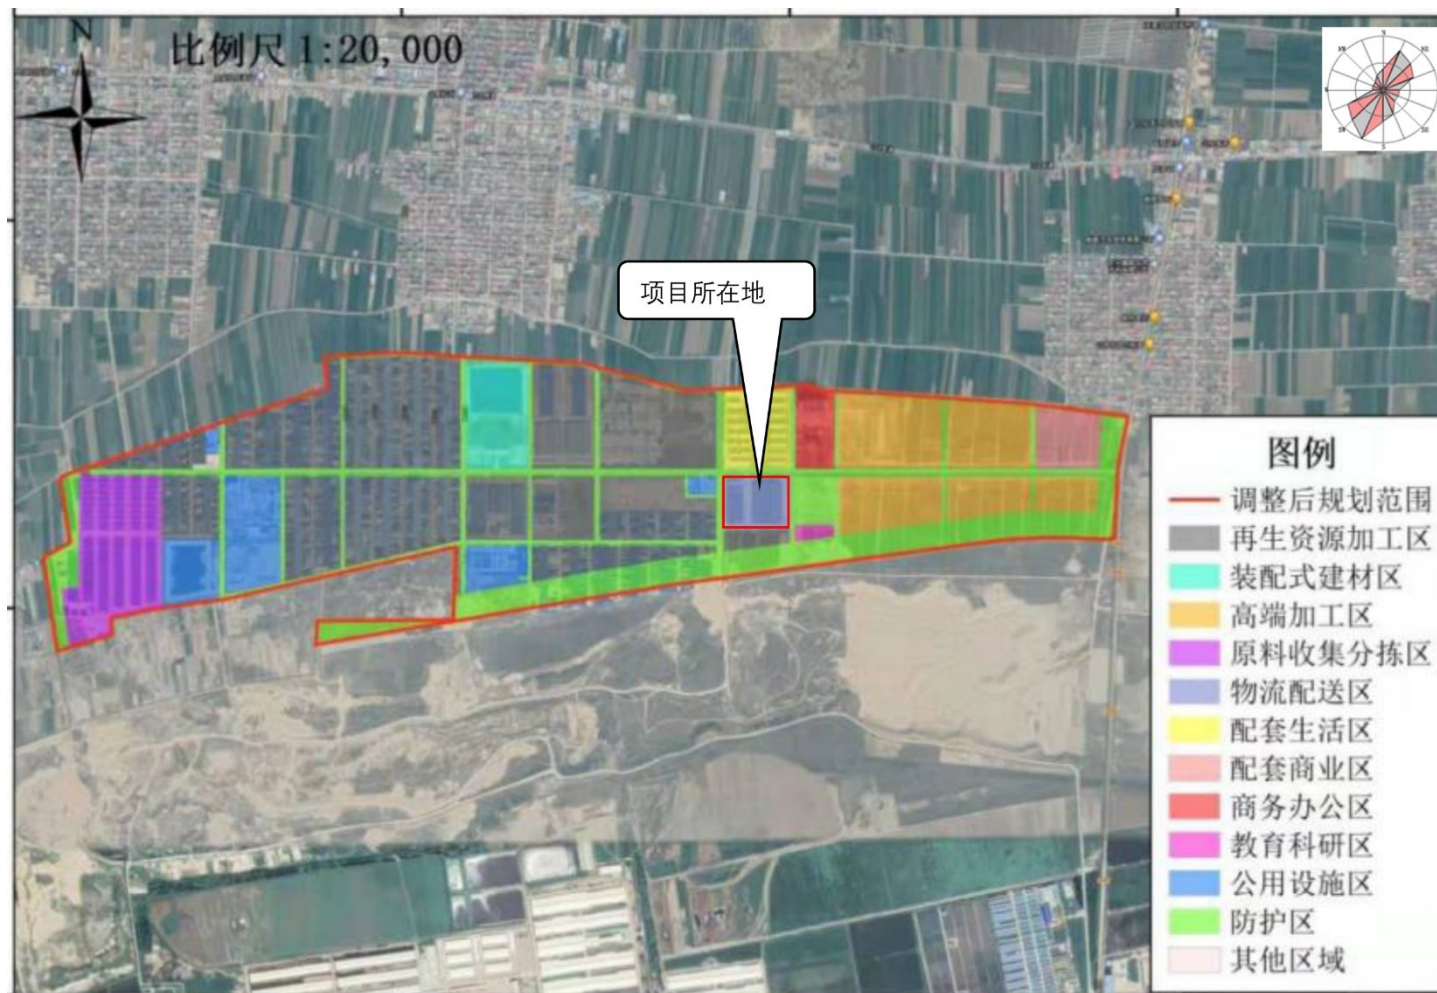 N
比例尺 1:20,000
项目所在地
图例
调整后规划范围
再生资源加工区
装配式建材区
高端加工区
原料收集分拣区
物流配送区
配套生活区
配套商业区
商务办公区
教育科研区
公用设施区
防护区
其他区域